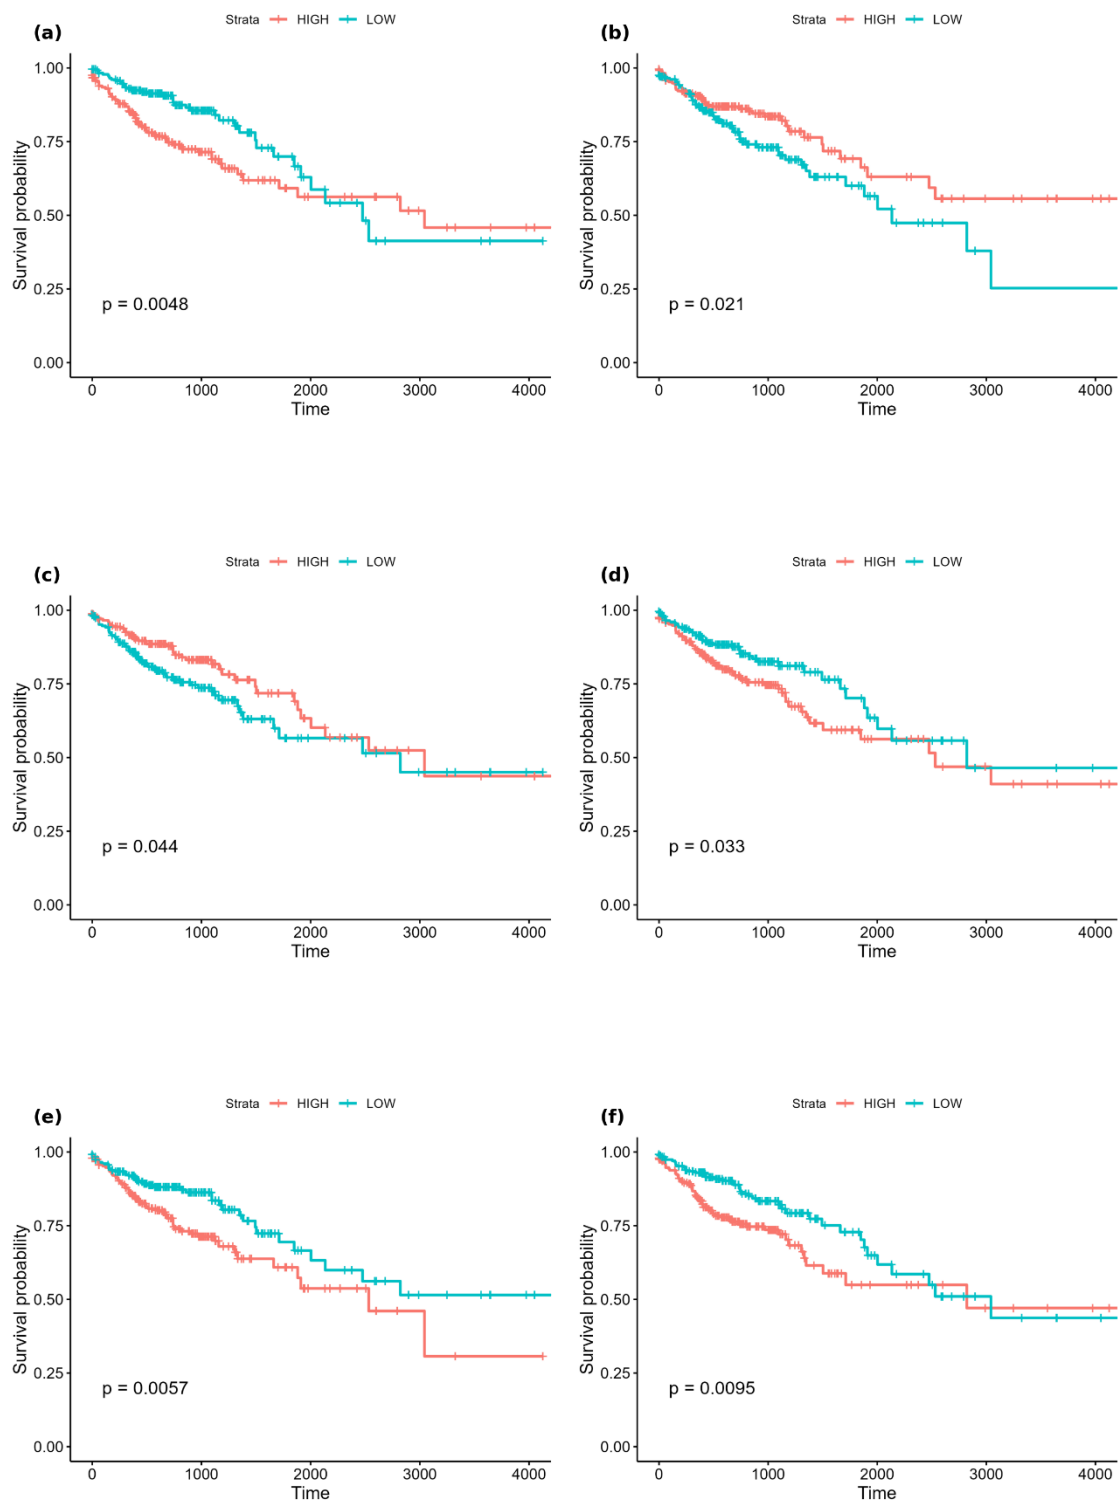 (a)
Strata HIGH LOW
Survival probability
1.00
0.75
0.50
0.25
0.00
p = 0.0048
0 1000 2000 3000 4000
Time
(b)
Strata HIGH LOW
Survival probability
1.00
0.75
0.50
0.25
0.00
p = 0.021
0 1000 2000 3000 4000
Time
(c)
Strata HIGH LOW
Survival probability
1.00
0.75
0.50
0.25
0.00
p = 0.044
0 1000 2000 3000 4000
Time
(d)
Strata HIGH LOW
Survival probability
1.00
0.75
0.50
0.25
0.00
p = 0.033
0 1000 2000 3000 4000
Time
(e)
Strata HIGH LOW
Survival probability
1.00
0.75
0.50
0.25
0.00
p = 0.0057
0 1000 2000 3000 4000
Time
(f)
Strata HIGH LOW
Survival probability
1.00
0.75
0.50
0.25
0.00
p = 0.0095
0 1000 2000 3000 4000
Time